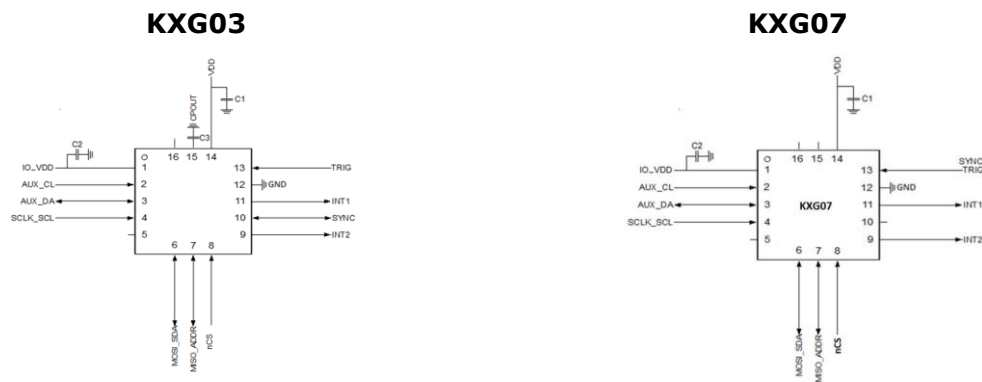 KXG03
KXG07
VDD
C1
CPOUT
C3
C2
16 15 14
IO_VDD
1
13
TRIG
AUX_CL
2
12
GND
AUX_DA
3
11
INT1
SCLK_SCL
4
10
SYNC
5
9
INT2
6 7 8
MOSI_SDA
MISO_ADDR
nCS
VDD
C1
C2
16 15 14
IO_VDD
1
13
SYNC
TRIG
AUX_CL
2
12
GND
AUX_DA
3
KXG07
11
INT1
SCLK_SCL
4
10
5
9
INT2
6 7 8
MOSI_SDA
MISO_ADDR
nCS